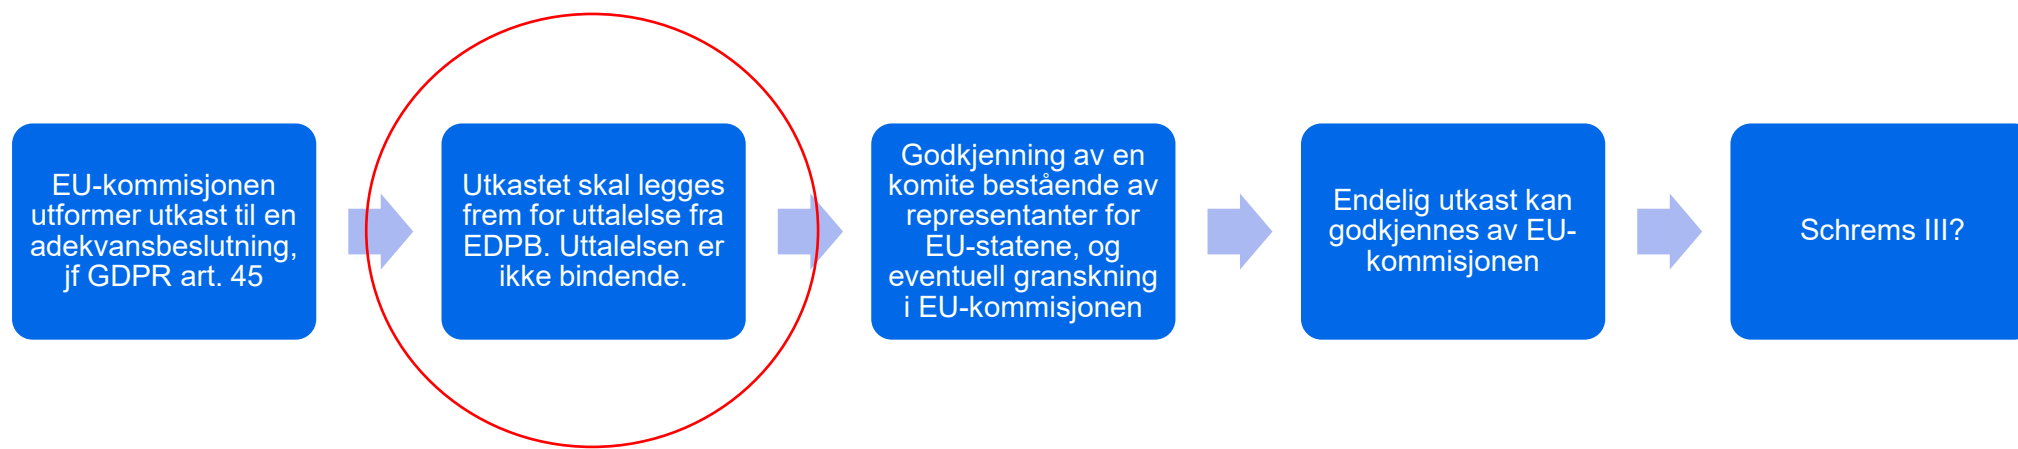 EU-kommisjonen
utformer utkast til en
adekvansbeslutning,
jf GDPR art. 45
Utkastet skal legges
frem for uttalelse fra
EDPB. Uttalelsen er
ikke bindende.
Godkjenning av en
komite bestående av
representanter for
EU-statene, og
eventuell granskning
i EU-kommisjonen
Endelig utkast kan
godkjennes av EU-
kommisjonen
Schrems III?